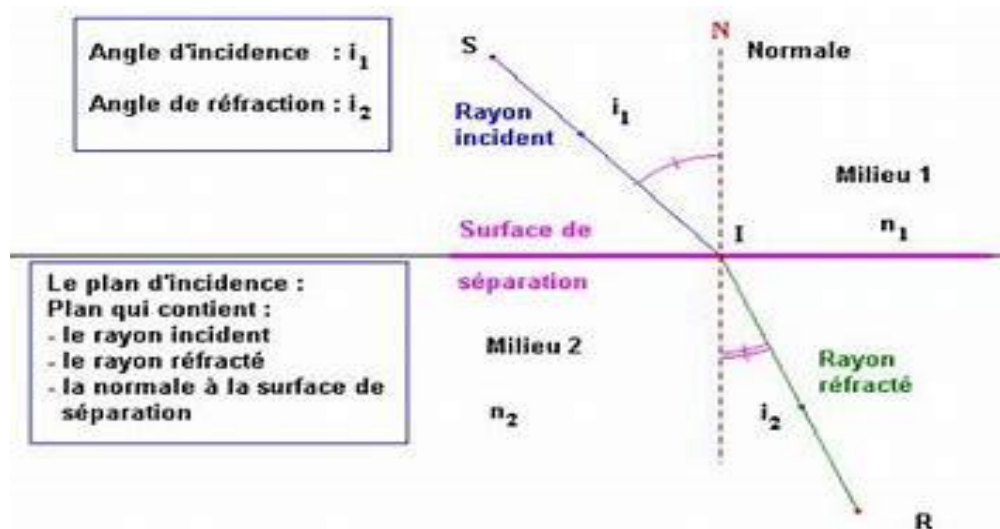 Angle d'incidence : i₁
Angle de réfraction : i₂
S
N
Normale
Rayon
incident
i₁
Milieu 1
n₁
Surface de
séparation
I
Le plan d'incidence :
Plan qui contient :
- le rayon incident
- le rayon réfracté
- la normale à la surface de
séparation
Milieu 2
n₂
i₂
Rayon
réfracté
R